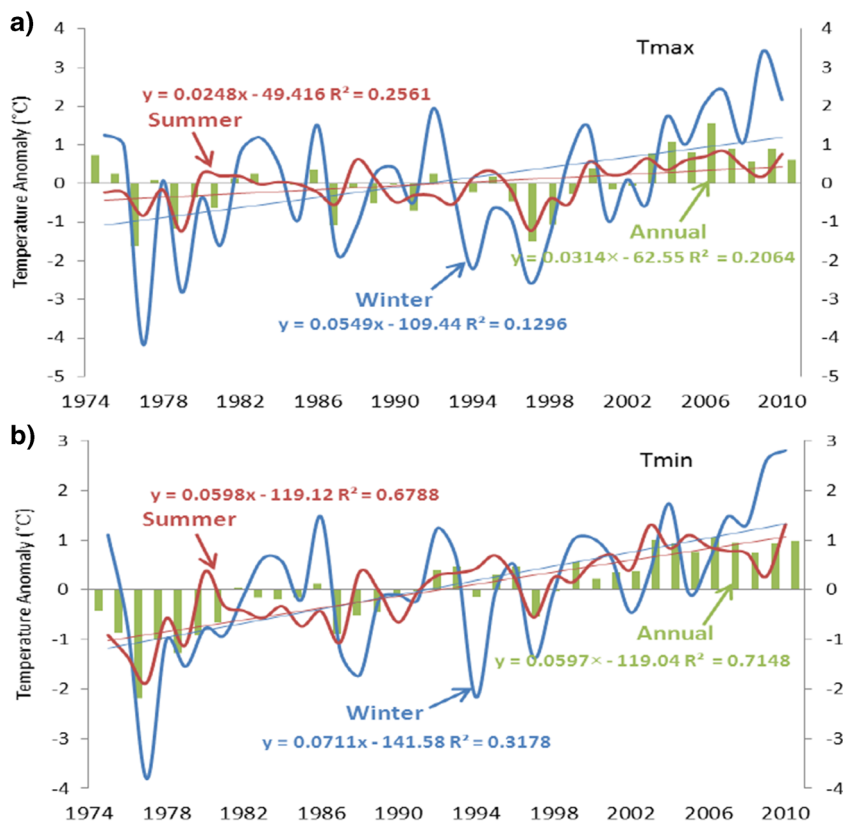 a)
Tmax
y = 0.0248x - 49.416 R² = 0.2561
Summer
Annual
y = 0.0314× - 62.55 R² = 0.2064
Winter
y = 0.0549x - 109.44 R² = 0.1296
Temperature Anomaly (˚C)
4
3
2
1
0
-1
-2
-3
-4
-5
4
3
2
1
0
-1
-2
-3
-4
-5
1974 1978 1982 1986 1990 1994 1998 2002 2006 2010
b)
Tmin
y = 0.0598x - 119.12 R² = 0.6788
Summer
Annual
y = 0.0597× - 119.04 R² = 0.7148
Winter
y = 0.0711x - 141.58 R² = 0.3178
Temperature Anomaly (˚C)
3
2
1
0
-1
-2
-3
-4
3
2
1
0
-1
-2
-3
-4
1974 1978 1982 1986 1990 1994 1998 2002 2006 2010